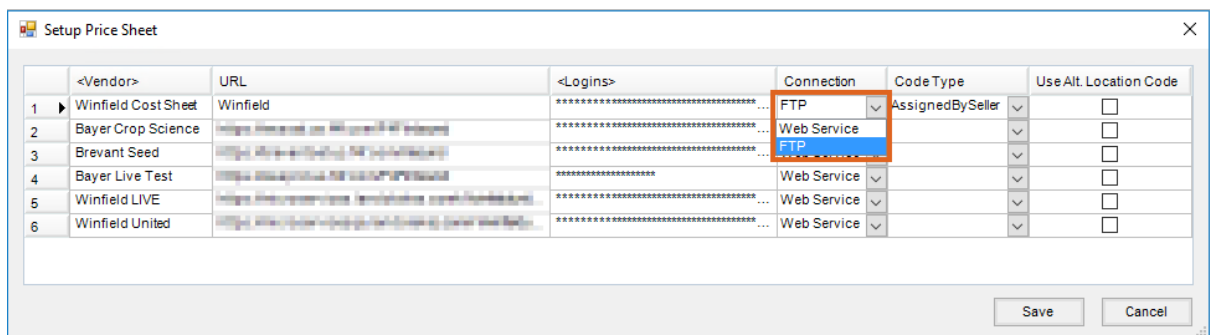 Setup Price Sheet
<Vendor> URL <Logins> Connection Code Type Use Alt. Location Code
1 Winfield Cost Sheet Winfield ************************************** ... FTP AssignedBySeller
2 Bayer Crop Science ************************************** ... Web Service
3 Brevant Seed ************************************** ... FTP
4 Bayer Live Test ******************** Web Service
5 Winfield LIVE ************************************** ... Web Service
6 Winfield United ************************************** ... Web Service
Save Cancel